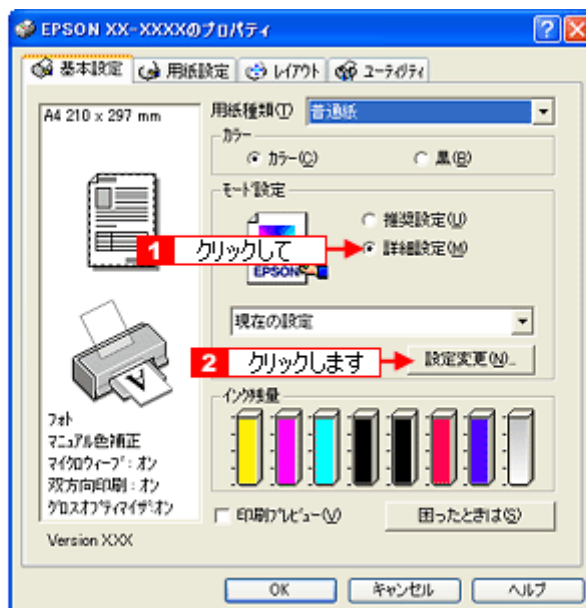 EPSON XX-XXXXのプロパティ
基本設定 用紙設定 レイアウト ユーティリティ
A4 210 x 297 mm
用紙種類(T) 普通紙
カラー
カラー(C) 黒(B)
モード設定
推奨設定(U)
1 クリックして
詳細設定(M)
EPSON
現在の設定
2 クリックします
設定変更(N)...
インク残量
フォト
マニュアル色補正
マイクロウィーブ：オン
双方向印刷：オン
グロスオプティマイザ：オン
印刷プレビュー(V) 困ったときは(S)
Version XXX
OK キャンセル ヘルプ